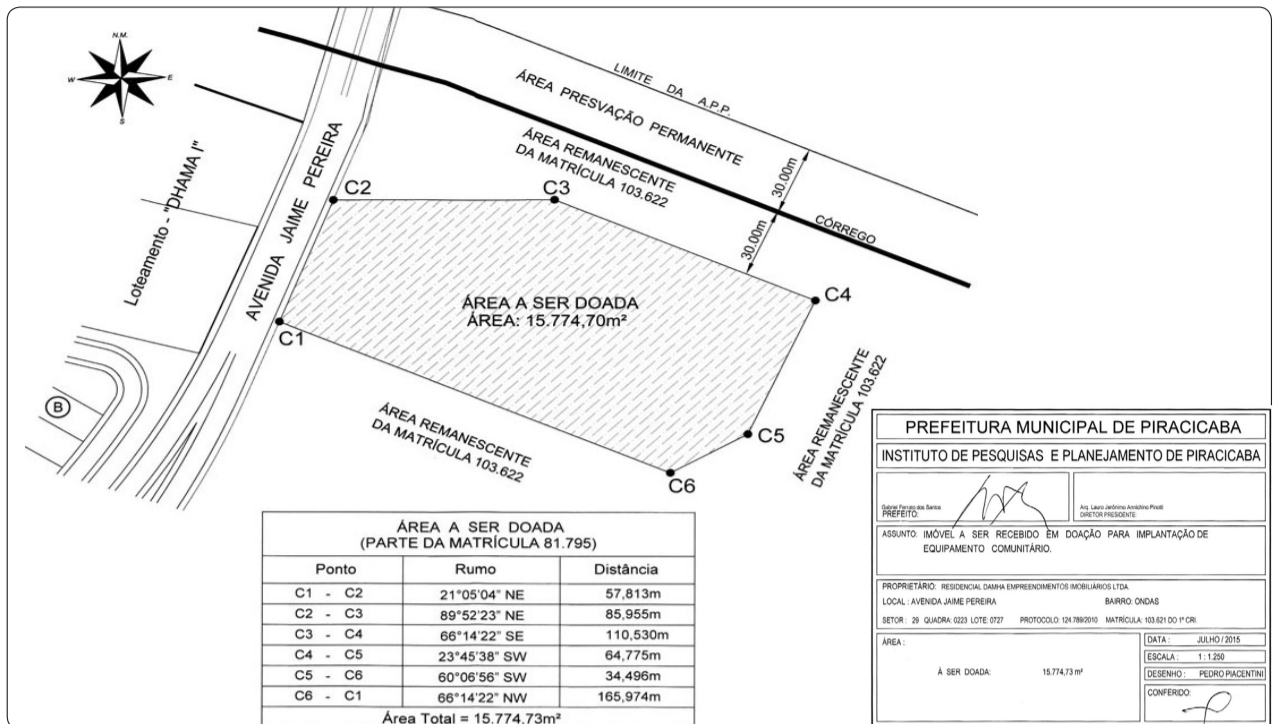 N.M.
W
E
S
LIMITE DA A.P.P.
ÁREA PRESVAÇÃO PERMANENTE
ÁREA REMANESCENTE
DA MATRÍCULA 103.622
30.00m
30.00m
CÓRREGO
Loteamento - "DHAMA I"
AVENIDA JAIME PEREIRA
C2
C3
C4
ÁREA A SER DOADA
ÁREA: 15.774,70m²
C1
B
ÁREA REMANESCENTE
DA MATRÍCULA 103.622
ÁREA REMANESCENTE
DA MATRÍCULA 103.622
C5
C6
ÁREA A SER DOADA
(PARTE DA MATRÍCULA 81.795)
Ponto Rumo Distância
C1 - C2 21°05'04" NE 57,813m
C2 - C3 89°52'23" NE 85,955m
C3 - C4 66°14'22" SE 110,530m
C4 - C5 23°45'38" SW 64,775m
C5 - C6 60°06'56" SW 34,496m
C6 - C1 66°14'22" NW 165,974m
Área Total = 15.774,73m²
PREFEITURA MUNICIPAL DE PIRACICABA
INSTITUTO DE PESQUISAS E PLANEJAMENTO DE PIRACICABA
Gabriel Ferrato dos Santos
PREFEITO:
Arq. Lauro Jerônimo Annichino Pinotti
DIRETOR PRESIDENTE:
ASSUNTO: IMÓVEL A SER RECEBIDO EM DOAÇÃO PARA IMPLANTAÇÃO DE
EQUIPAMENTO COMUNITÁRIO.
PROPRIETÁRIO: RESIDENCIAL DAMHA EMPREENDIMENTOS IMOBILIÁRIOS LTDA.
LOCAL : AVENIDA JAIME PEREIRA BAIRRO: ONDAS
SETOR : 29 QUADRA: 0223 LOTE: 0727 PROTOCOLO: 124.789/2010 MATRÍCULA: 103.621 DO 1º CRI.
ÁREA :
À SER DOADA: 15.774,73 m²
DATA : JULHO / 2015
ESCALA : 1 : 1.250
DESENHO : PEDRO PIACENTINI
CONFERIDO: